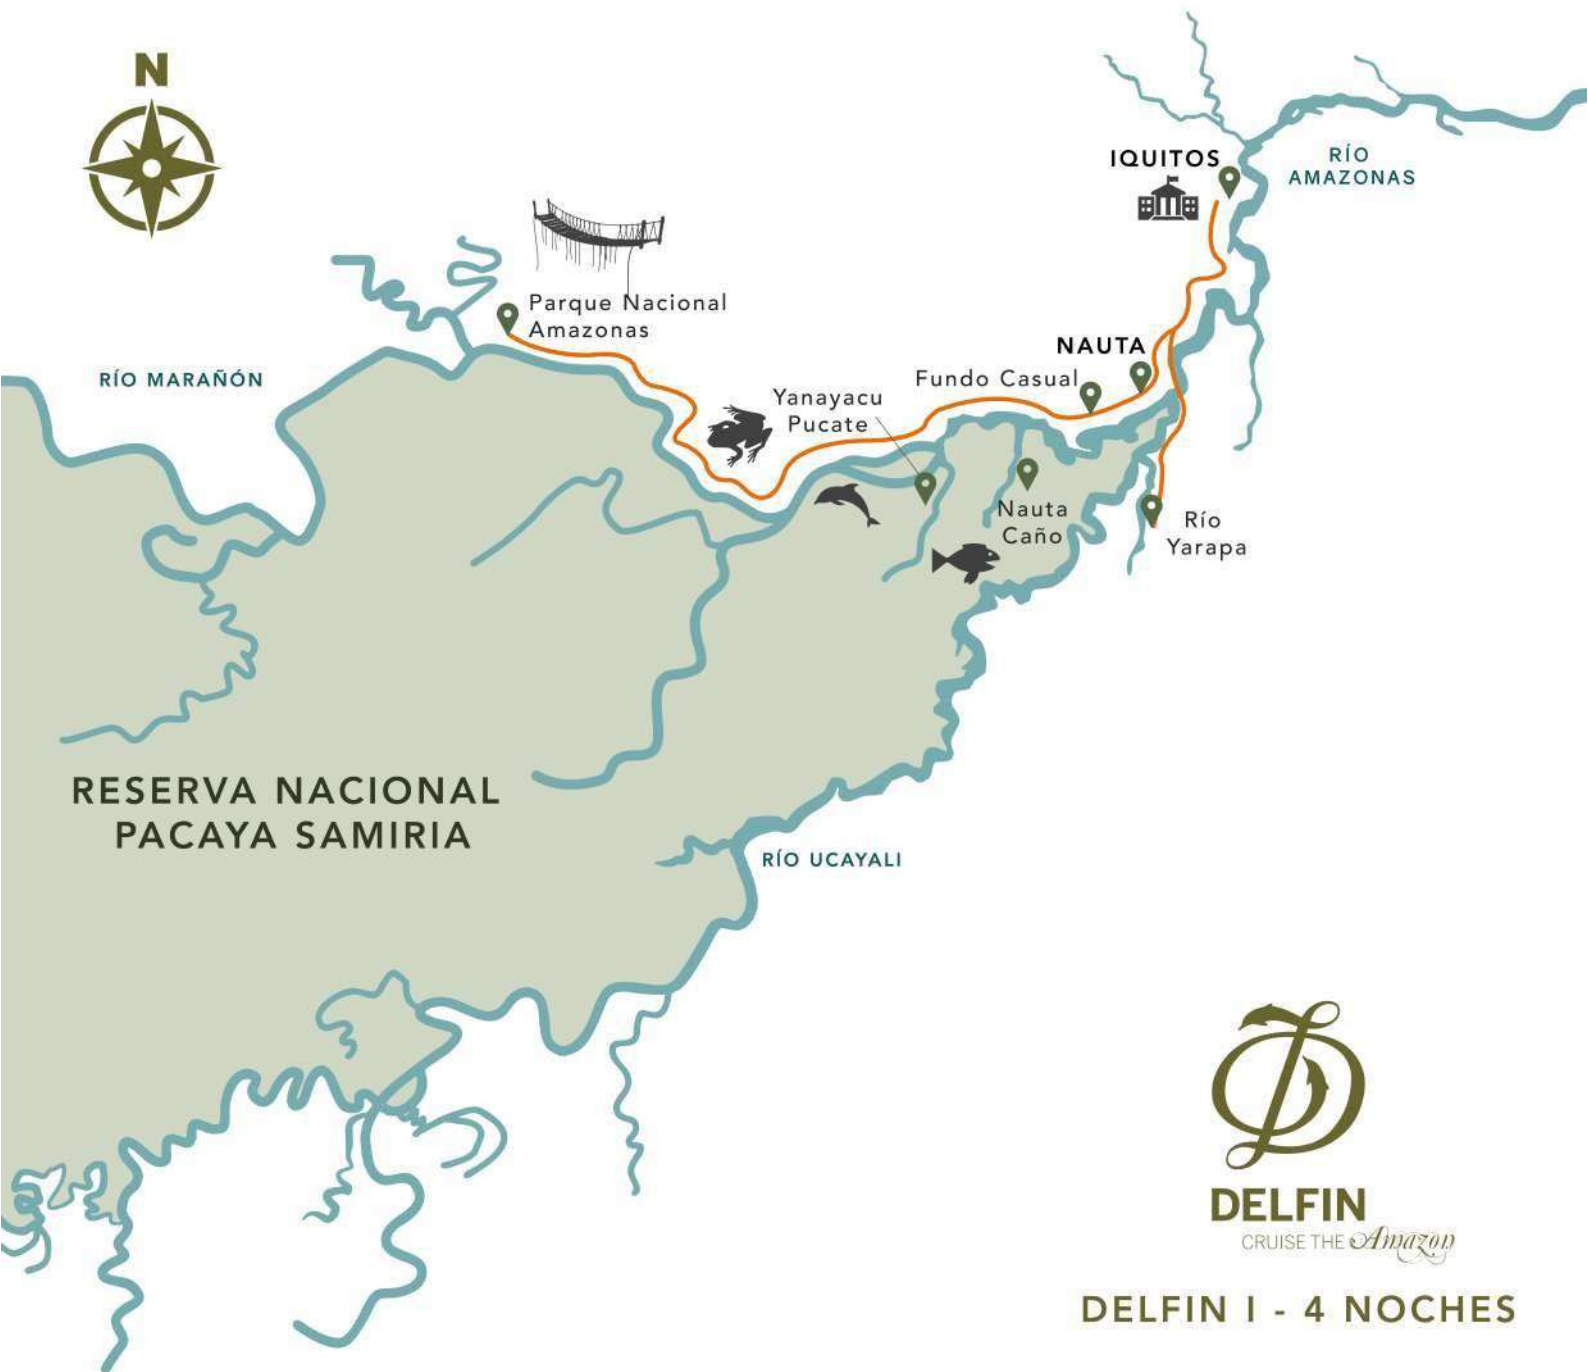 N
IQUITOS
RÍO
AMAZONAS
Parque Nacional
Amazonas
NAUTA
RÍO MARAÑÓN
Fundo Casual
Yanayacu
Pucate
Nauta
Caño
Río
Yarapa
RESERVA NACIONAL
PACAYA SAMIRIA
RÍO UCAYALI
DELFIN
CRUISE THE Amazon
DELFIN I - 4 NOCHES